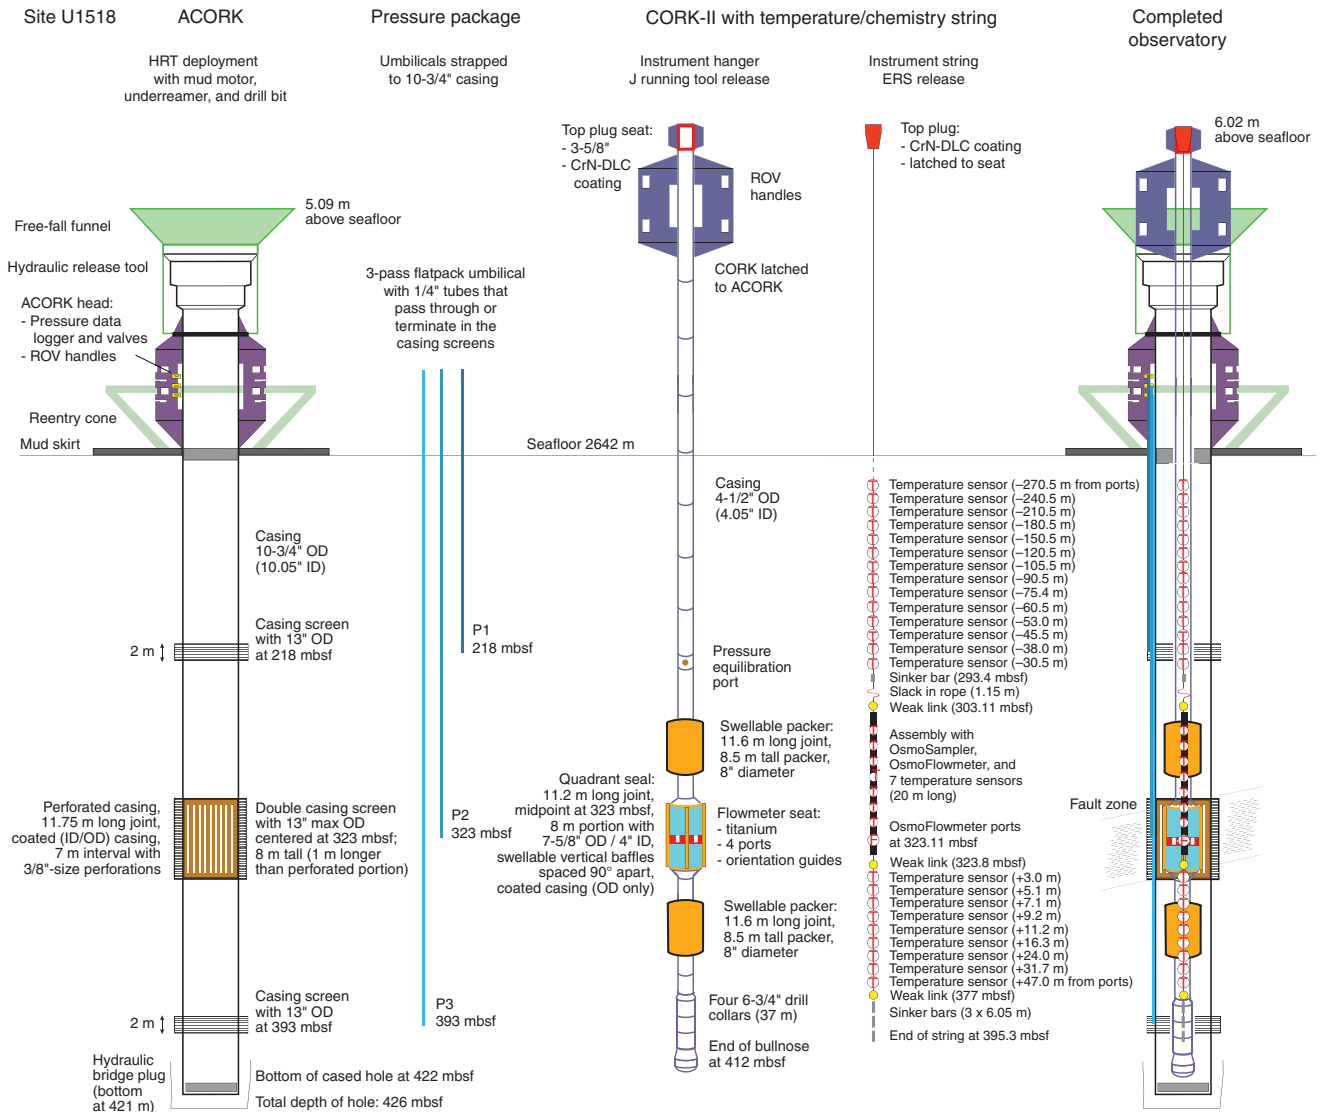 Site U1518
ACORK
Pressure package
CORK-II with temperature/chemistry string
Completed
observatory
HRT deployment
with mud motor,
underreamer, and drill bit
Umbilicals strapped
to 10-3/4" casing
Instrument hanger
J running tool release
Instrument string
ERS release
Top plug seat:
- 3-5/8"
- CrN-DLC
coating
ROV
handles
Top plug:
- CrN-DLC coating
- latched to seat
6.02 m
above seafloor
5.09 m
above seafloor
Free-fall funnel
Hydraulic release tool
ACORK head:
- Pressure data
logger and valves
- ROV handles
Reentry cone
Mud skirt
3-pass flatpack umbilical
with 1/4" tubes that
pass through or
terminate in the
casing screens
CORK latched
to ACORK
Seafloor 2642 m
Casing
10-3/4" OD
(10.05" ID)
Casing screen
with 13" OD
at 218 mbsf
2 m
P1
218 mbsf
Casing
4-1/2" OD
(4.05" ID)
Pressure
equilibration
port
Temperature sensor (–270.5 m from ports)
Temperature sensor (–240.5 m)
Temperature sensor (–210.5 m)
Temperature sensor (–180.5 m)
Temperature sensor (–150.5 m)
Temperature sensor (–120.5 m)
Temperature sensor (–105.5 m)
Temperature sensor (–90.5 m)
Temperature sensor (–75.4 m)
Temperature sensor (–60.5 m)
Temperature sensor (–53.0 m)
Temperature sensor (–45.5 m)
Temperature sensor (–38.0 m)
Temperature sensor (–30.5 m)
Sinker bar (293.4 mbsf)
Slack in rope (1.15 m)
Weak link (303.11 mbsf)
Swellable packer:
11.6 m long joint,
8.5 m tall packer,
8" diameter
Assembly with
OsmoSampler,
OsmoFlowmeter, and
7 temperature sensors
(20 m long)
Perforated casing,
11.75 m long joint,
coated (ID/OD) casing,
7 m interval with
3/8"-size perforations
Double casing screen
with 13" max OD
centered at 323 mbsf;
8 m tall (1 m longer
than perforated portion)
P2
323 mbsf
Quadrant seal:
11.2 m long joint,
midpoint at 323 mbsf,
8 m portion with
7-5/8" OD / 4" ID,
swellable vertical baffles
spaced 90° apart,
coated casing (OD only)
Flowmeter seat:
- titanium
- 4 ports
- orientation guides
OsmoFlowmeter ports
at 323.11 mbsf
Fault zone
Weak link (323.8 mbsf)
Temperature sensor (+3.0 m)
Temperature sensor (+5.1 m)
Temperature sensor (+7.1 m)
Temperature sensor (+9.2 m)
Temperature sensor (+11.2 m)
Temperature sensor (+16.3 m)
Temperature sensor (+24.0 m)
Temperature sensor (+31.7 m)
Temperature sensor (+47.0 m from ports)
Weak link (377 mbsf)
Sinker bars (3 x 6.05 m)
End of string at 395.3 mbsf
Swellable packer:
11.6 m long joint,
8.5 m tall packer,
8" diameter
Casing screen
with 13" OD
at 393 mbsf
2 m
P3
393 mbsf
Four 6-3/4" drill
collars (37 m)
End of bullnose
at 412 mbsf
Hydraulic
bridge plug
(bottom
at 421 m)
Bottom of cased hole at 422 mbsf
Total depth of hole: 426 mbsf